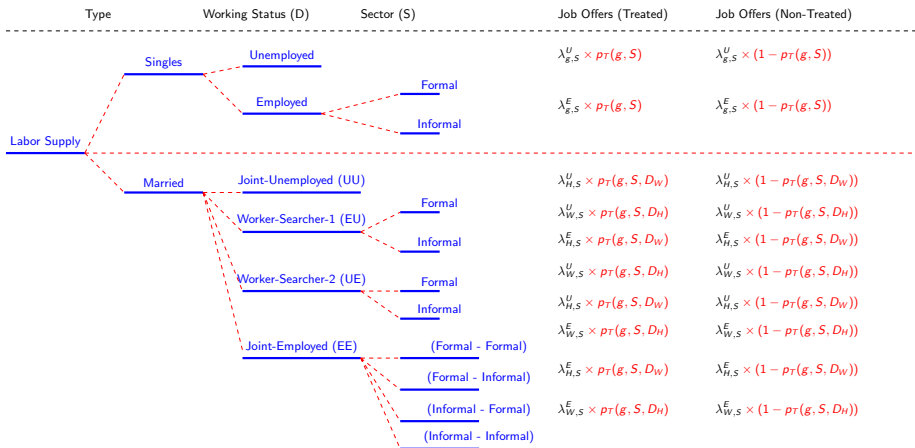 Type Working Status (D) Sector (S) Job Offers (Treated) Job Offers (Non-Treated)
Unemployed λ^U_{g,S} × p_T(g, S) λ^U_{g,S} × (1 − p_T(g, S))
Singles
Formal
Employed λ^E_{g,S} × p_T(g, S) λ^E_{g,S} × (1 − p_T(g, S))
Informal
Labor Supply
Married
Joint-Unemployed (UU) λ^U_{H,S} × p_T(g, S, D_W) λ^U_{H,S} × (1 − p_T(g, S, D_W))
Formal
λ^U_{W,S} × p_T(g, S, D_H) λ^U_{W,S} × (1 − p_T(g, S, D_H))
Worker-Searcher-1 (EU)
Informal λ^E_{H,S} × p_T(g, S, D_W) λ^E_{H,S} × (1 − p_T(g, S, D_W))
λ^U_{W,S} × p_T(g, S, D_H) λ^U_{W,S} × (1 − p_T(g, S, D_H))
Worker-Searcher-2 (UE) Formal
Informal λ^U_{H,S} × p_T(g, S, D_W) λ^U_{H,S} × (1 − p_T(g, S, D_W))
λ^E_{W,S} × p_T(g, S, D_H) λ^E_{W,S} × (1 − p_T(g, S, D_H))
Joint-Employed (EE) (Formal - Formal)
λ^E_{H,S} × p_T(g, S, D_W) λ^E_{H,S} × (1 − p_T(g, S, D_W))
(Formal - Informal)
(Informal - Formal) λ^E_{W,S} × p_T(g, S, D_H) λ^E_{W,S} × (1 − p_T(g, S, D_H))
(Informal - Informal)